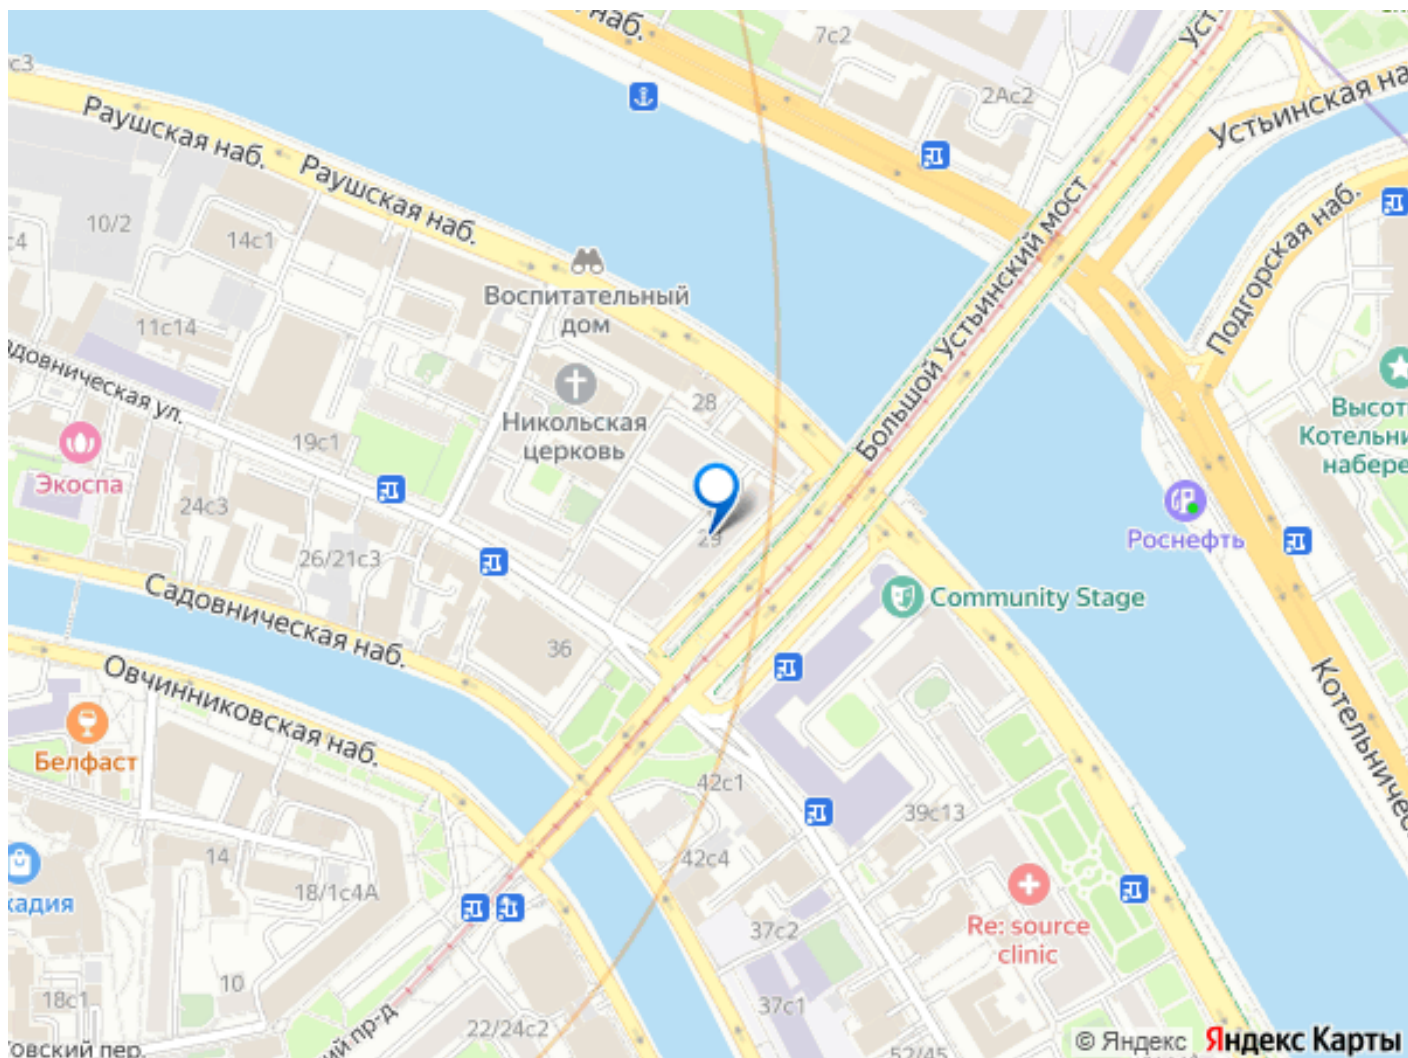 наб.
7с2
Уст
2Ас2
Устьинская на
Раушская наб.
Раушская наб.
10/2
14с1
11с14
Воспитательный
дом
Большой Устьинский мост
Подгорская наб.
Высот
Котельни
набере
адовническая ул.
Никольская
церковь
28
19с1
Экоспа
24с3
29
Роснефть
26/21с3
Садовническая наб.
Community Stage
36
Овчинниковская наб.
Белфаст
Котельничес
42с1
39с13
14
18/1с4А
42с4
кадия
Re: source
clinic
37с2
10
18с1
37с1
ий пр-д
22/24с2
овский пер.
52/45
© Яндекс Яндекс Карты